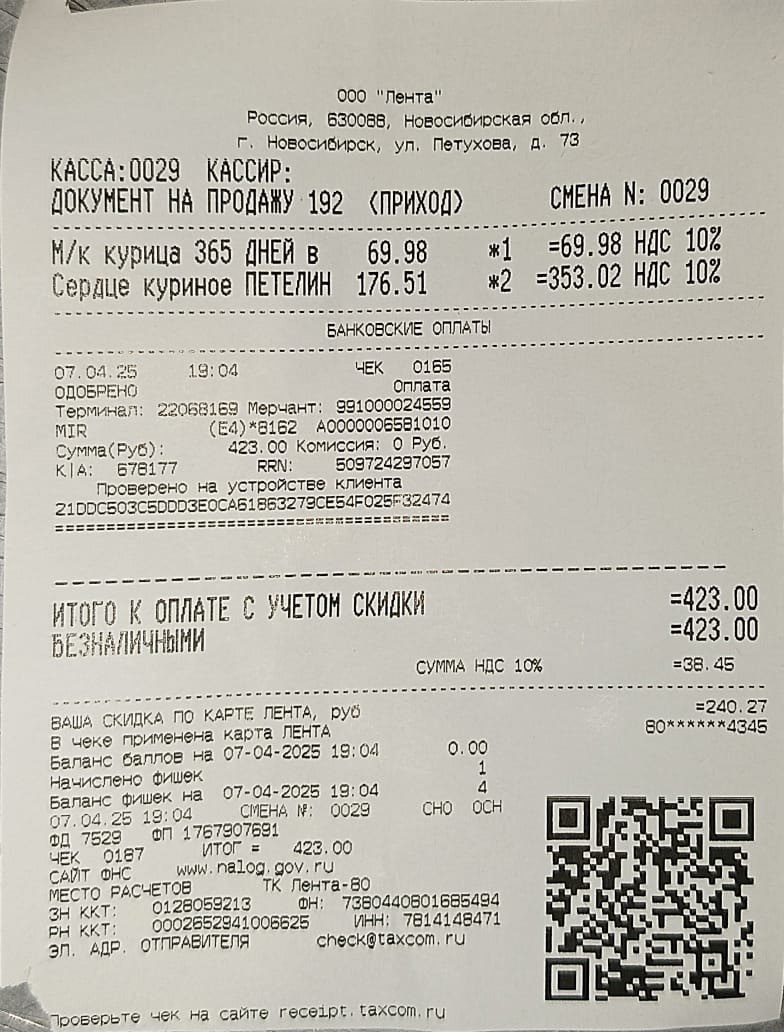 ООО "Лента"
Россия, 630088, Новосибирская обл.,
г. Новосибирск, ул. Петухова, д. 73
КАССА:0029 КАССИР:
ДОКУМЕНТ НА ПРОДАЖУ 192 <ПРИХОД> СМЕНА N: 0029
М/к курица 365 ДНЕЙ в 69.98 *1 =69.98 НДС 10%
Сердце куриное ПЕТЕЛИН 176.51 *2 =353.02 НДС 10%
БАНКОВСКИЕ ОПЛАТЫ
07.04.25 19:04 ЧЕК 0165
ОДОБРЕНО Оплата
Терминал: 22068169 Мерчант: 991000024559
MIR (E4)*8162 A0000006581010
Сумма(Руб): 423.00 Комиссия: 0 Руб.
К|А: 678177 RRN: 509724297057
Проверено на устройстве клиента
21DDC503C5DDD3E0CA61863279CE54F025F32474
========================================
ИТОГО К ОПЛАТЕ С УЧЕТОМ СКИДКИ =423.00
БЕЗНАЛИЧНЫМИ =423.00
СУММА НДС 10% =38.45
ВАША СКИДКА ПО КАРТЕ ЛЕНТА, руб =240.27
В чеке применена карта ЛЕНТА 80******4345
Баланс баллов на 07-04-2025 19:04 0.00
Начислено фишек 1
Баланс фишек на 07-04-2025 19:04 4
07.04.25 19:04 СМЕНА №: 0029 СНО ОСН
ФД 7529 ФП 1767907691
ЧЕК 0187 ИТОГ = 423.00
САЙТ ФНС www.nalog.gov.ru
МЕСТО РАСЧЕТОВ ТК Лента-80
ЗН ККТ: 0128059213 ФН: 7380440801685494
РН ККТ: 0002652941006625 ИНН: 7814148471
ЭЛ. АДР. ОТПРАВИТЕЛЯ check@taxcom.ru
Проверьте чек на сайте receipt.taxcom.ru